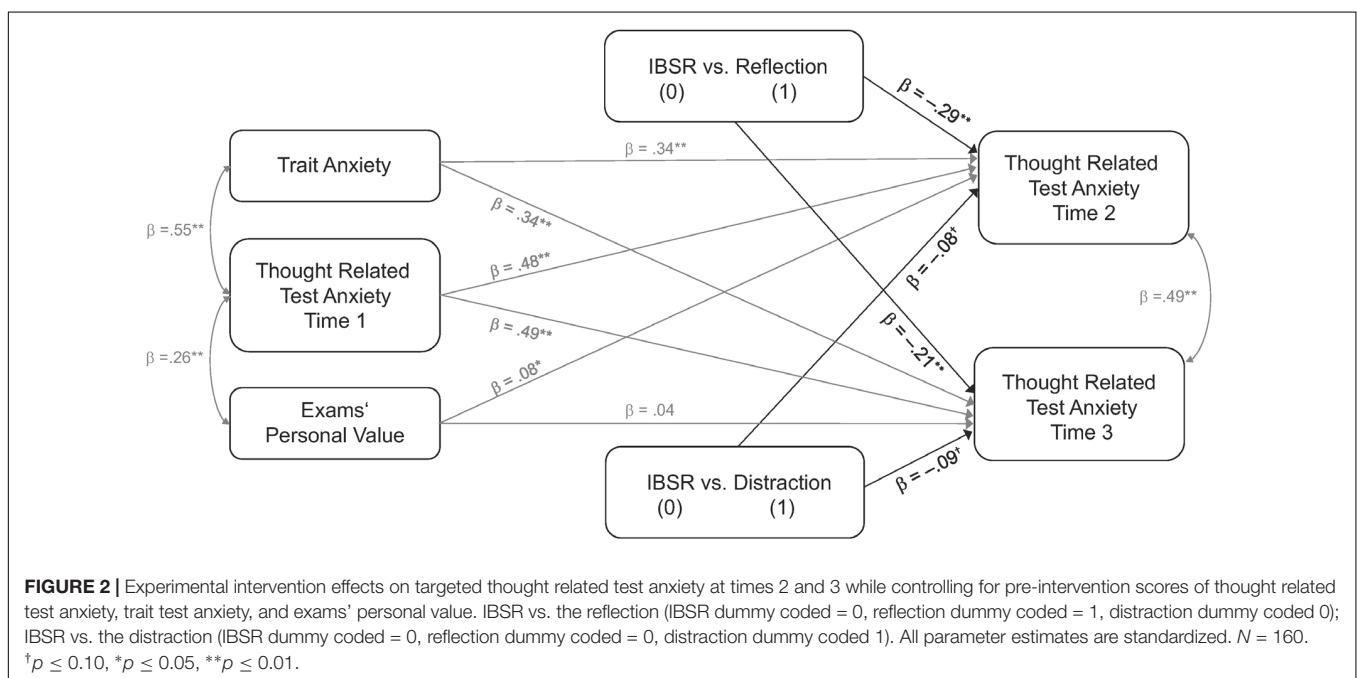 IBSR vs. Reflection
(0) (1)
β = –.29**
Trait Anxiety
β = .34**
Thought Related
Test Anxiety
Time 2
β = .34**
β =.55**
β = –.08†
Thought Related
Test Anxiety
Time 1
β = .48**
β =.49**
β = .49**
β = –.21**
β =.26**
β = .08*
Thought Related
Test Anxiety
Time 3
Exams‘
Personal Value
β = .04
β = –.09†
IBSR vs. Distraction
(0) (1)
FIGURE 2 | Experimental intervention effects on targeted thought related test anxiety at times 2 and 3 while controlling for pre-intervention scores of thought related
test anxiety, trait test anxiety, and exams’ personal value. IBSR vs. the reflection (IBSR dummy coded = 0, reflection dummy coded = 1, distraction dummy coded 0);
IBSR vs. the distraction (IBSR dummy coded = 0, reflection dummy coded = 0, distraction dummy coded 1). All parameter estimates are standardized. N = 160.
†p ≤ 0.10, *p ≤ 0.05, **p ≤ 0.01.